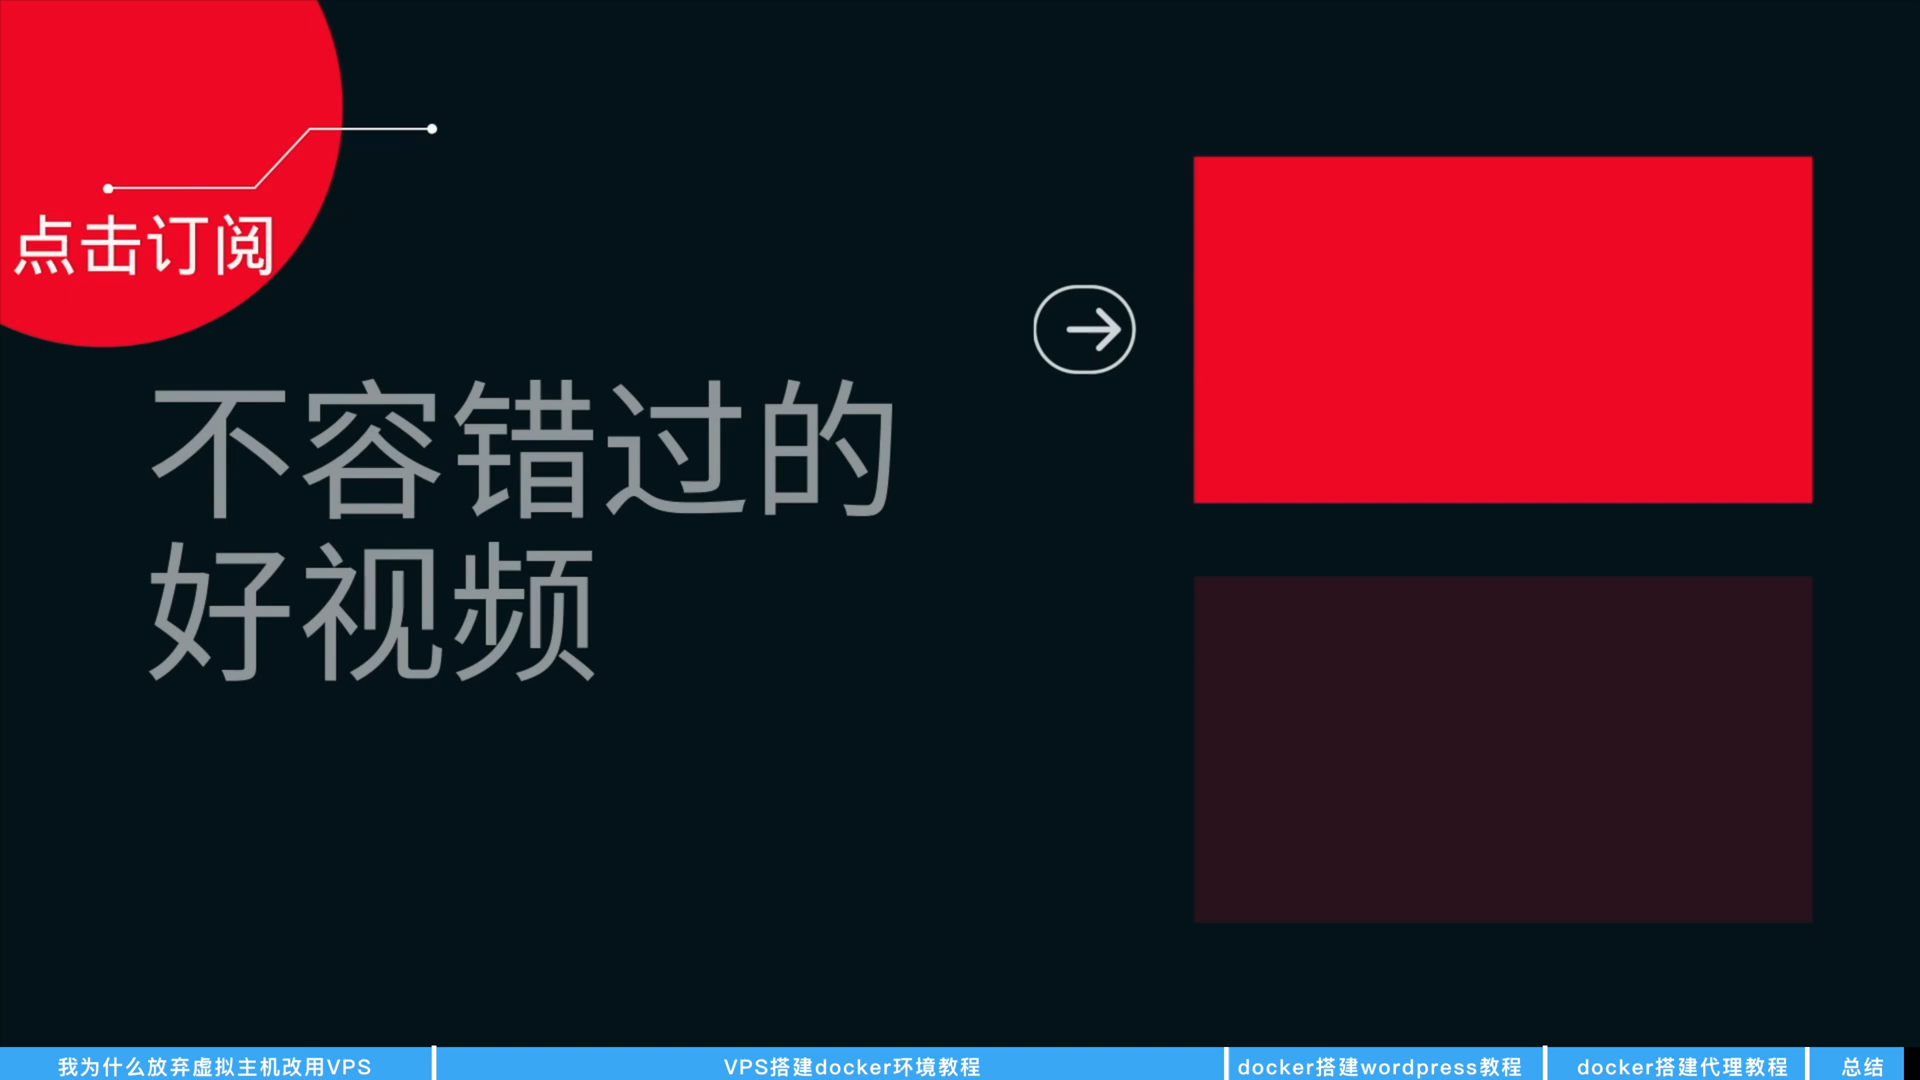 点击订阅
不容错过的
好视频
我为什么放弃虚拟主机改用VPS
VPS搭建docker环境教程
docker搭建wordpress教程
docker搭建代理教程
总结